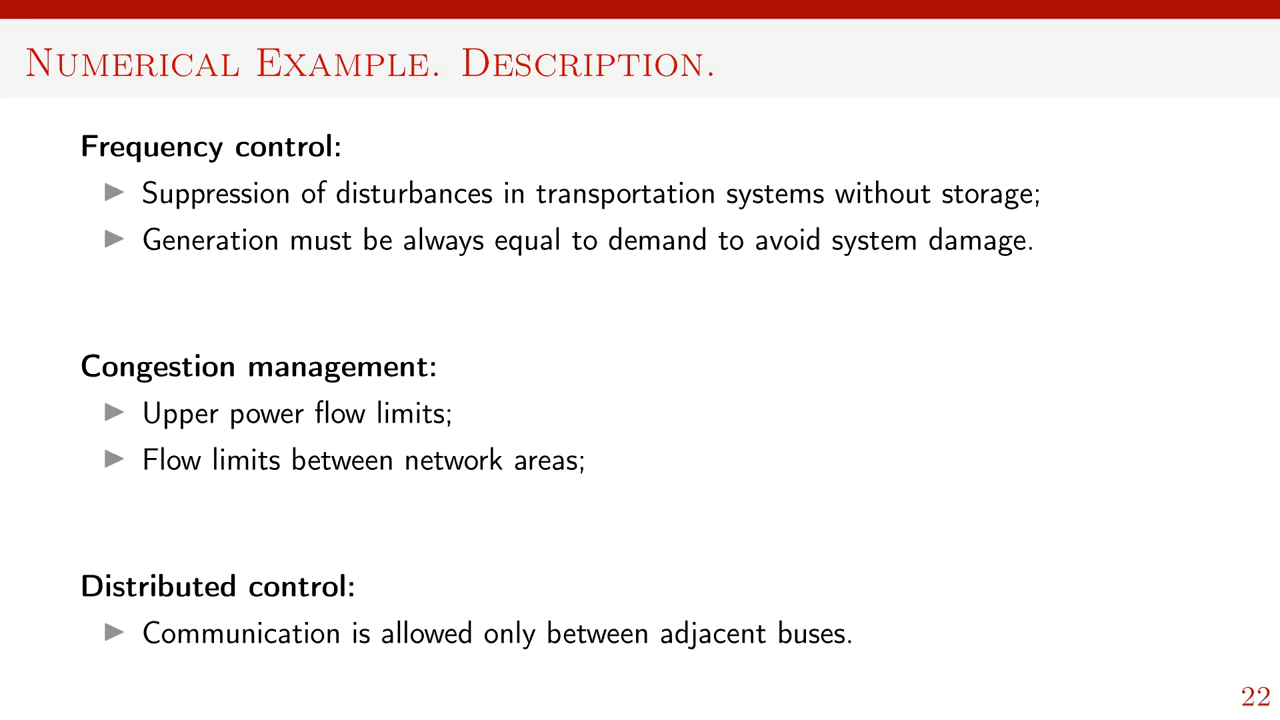 Numerical Example. Description.
Frequency control:
▶ Suppression of disturbances in transportation systems without storage;
▶ Generation must be always equal to demand to avoid system damage.
Congestion management:
▶ Upper power flow limits;
▶ Flow limits between network areas;
Distributed control:
▶ Communication is allowed only between adjacent buses.
22